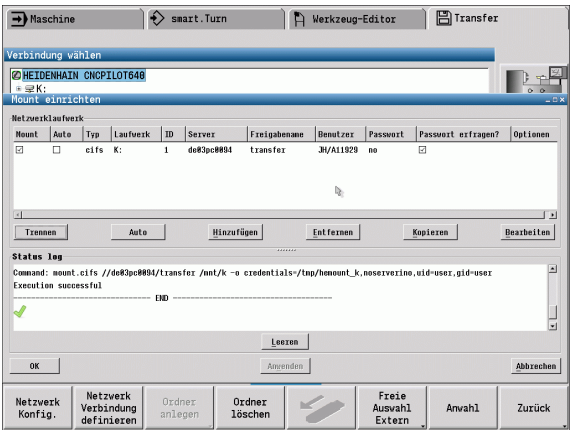 Maschine smart.Turn Werkzeug-Editor Transfer
Verbindung wählen
HEIDENHAIN CNCPILOT640
K:
Mount einrichten
Netzwerklaufwerk
Mount Auto Typ Laufwerk ID Server Freigabename Benutzer Passwort Passwort erfragen? Optionen
cifs K: 1 de03pc0094 transfer JH/A11929 no
Trennen Auto Hinzufügen Entfernen Kopieren Bearbeiten
Status log
Command: mount.cifs //de03pc0094/transfer /mnt/k -o credentials=/tmp/hemount_k,noserverino,uid=user,gid=user
Execution successful
-------------------------------- END --------------------------------
Leeren
OK Anwenden Abbrechen
Netzwerk Konfig. Netzwerk Verbindung definieren Ordner anlegen Ordner löschen Freie Auswahl Extern Anwahl Zurück